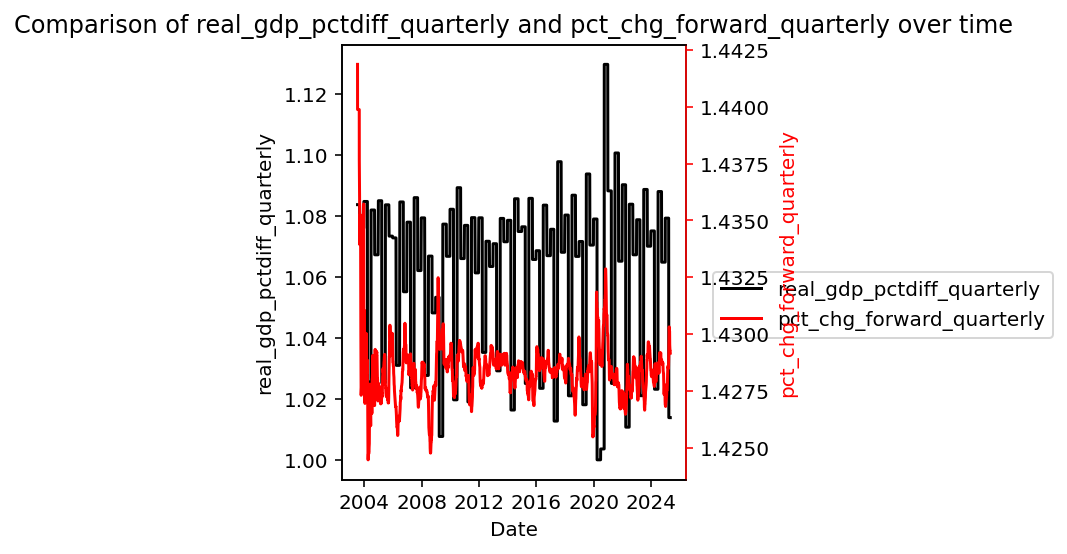 Comparison of real_gdp_pctdiff_quarterly and pct_chg_forward_quarterly over time
real_gdp_pctdiff_quarterly
1.12
1.10
1.08
1.06
1.04
1.02
1.00
2004 2008 2012 2016 2020 2024
Date
1.4425
1.4400
1.4375
1.4350
1.4325
1.4300
1.4275
1.4250
pct_chg_forward_quarterly
real_gdp_pctdiff_quarterly
pct_chg_forward_quarterly